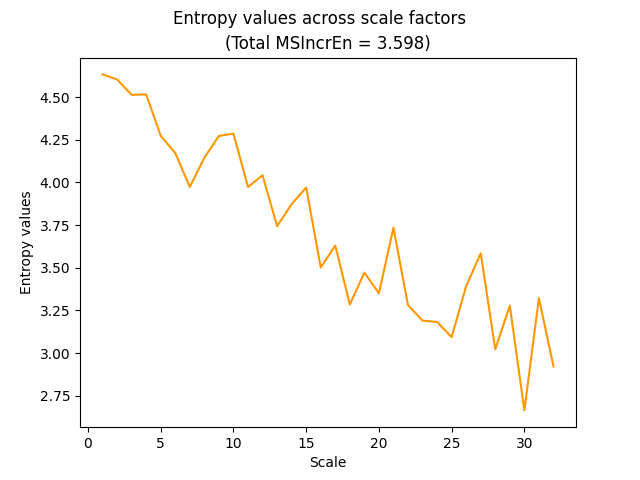 Entropy values across scale factors
(Total MSIncrEn = 3.598)
4.50
4.25
4.00
3.75
3.50
3.25
3.00
2.75
Entropy values
0 5 10 15 20 25 30
Scale